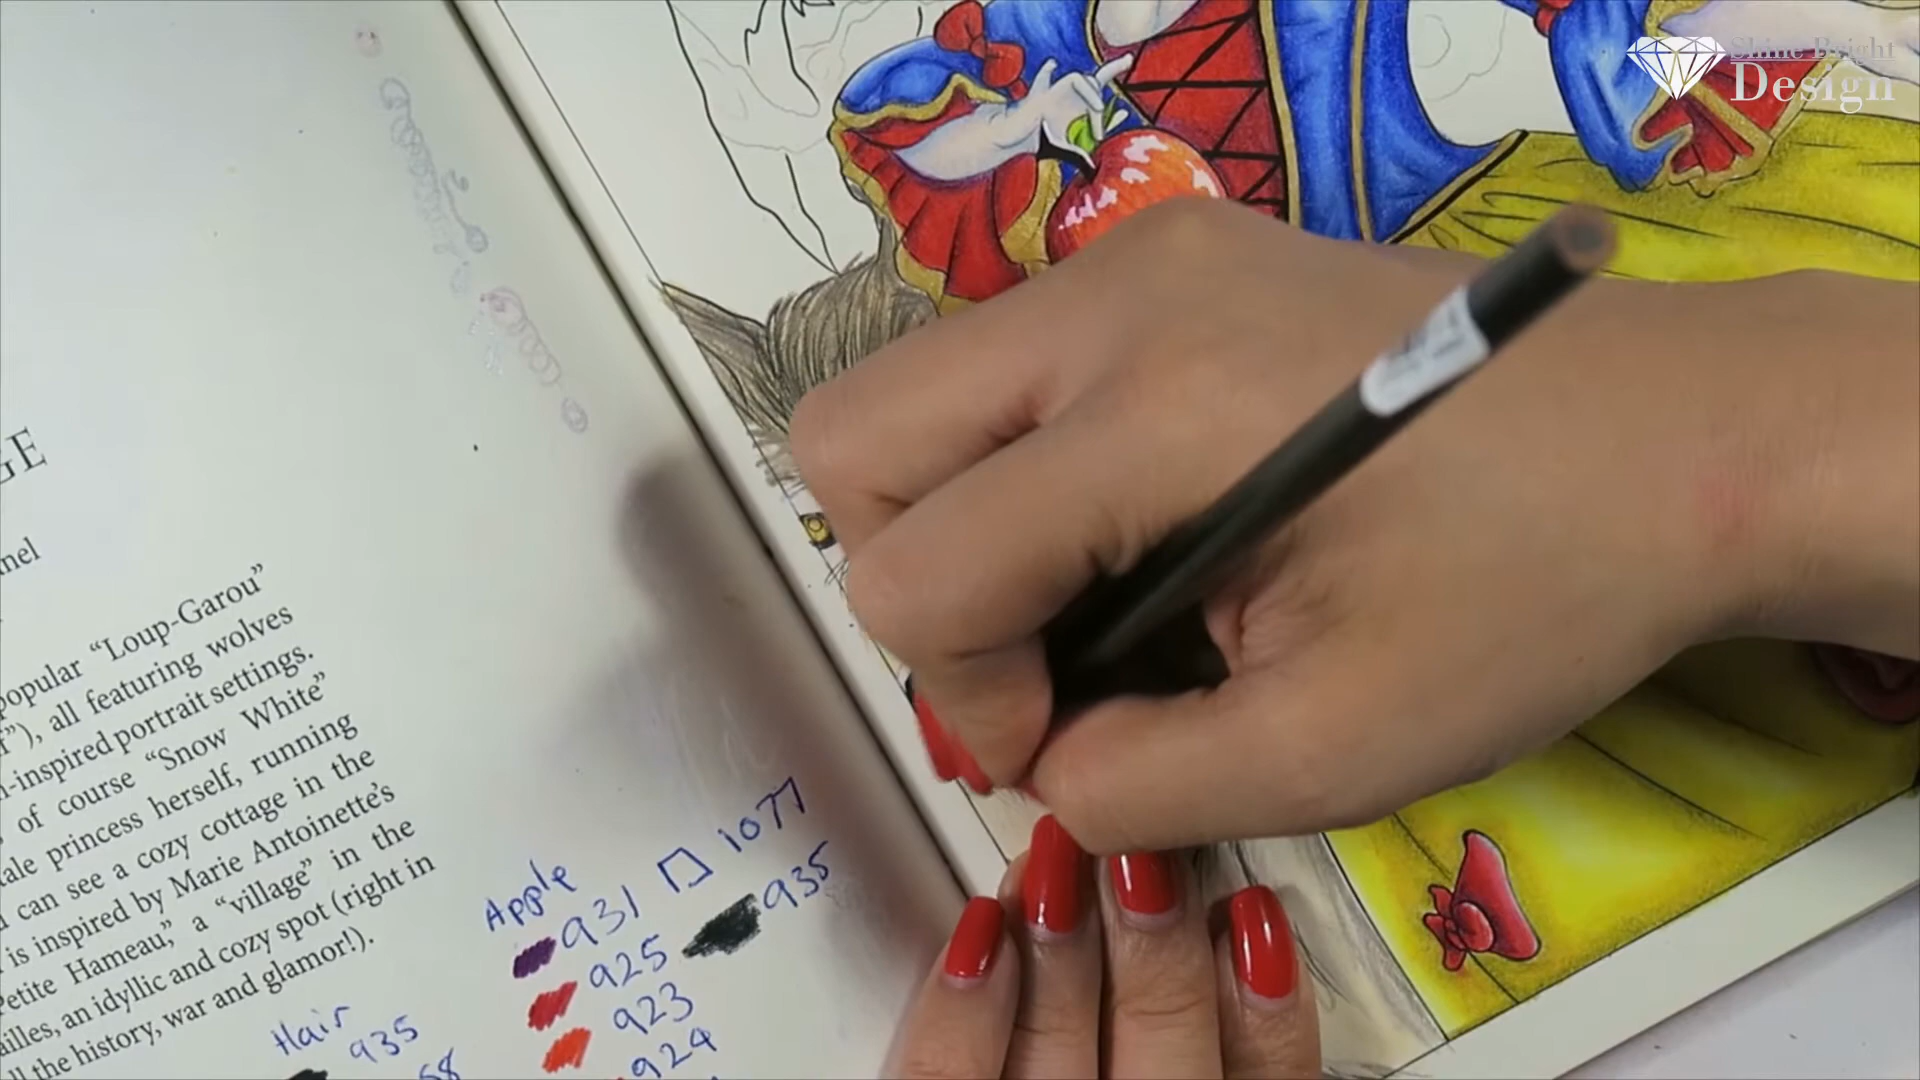 GE
nel
popular “Loup-Garou”
f”), all featuring wolves
n-inspired portrait settings.
of course “Snow White”
ale princess herself, running
can see a cozy cottage in the
is inspired by Marie Antoinette’s
Petite Hameau,” a “village” in the
ailles, an idyllic and cozy spot (right in
ll the history, war and glamor!).
Hair
935
Apple
931
1077
925
935
923
924
Shine Bright
Design